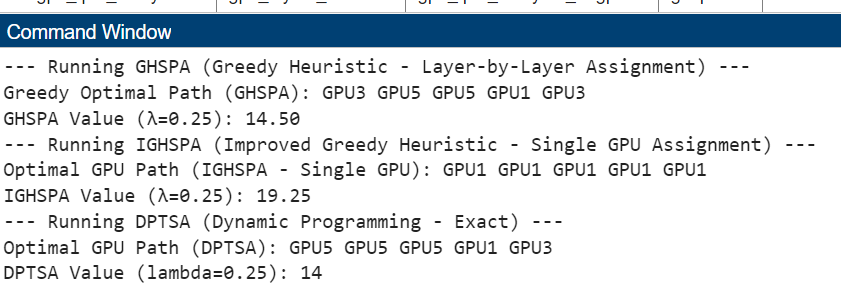 Command Window
--- Running GHSPA (Greedy Heuristic - Layer-by-Layer Assignment) ---
Greedy Optimal Path (GHSPA): GPU3 GPU5 GPU5 GPU1 GPU3
GHSPA Value (λ=0.25): 14.50
--- Running IGHSPA (Improved Greedy Heuristic - Single GPU Assignment) ---
Optimal GPU Path (IGHSPA - Single GPU): GPU1 GPU1 GPU1 GPU1 GPU1
IGHSPA Value (λ=0.25): 19.25
--- Running DPTSA (Dynamic Programming - Exact) ---
Optimal GPU Path (DPTSA): GPU5 GPU5 GPU5 GPU1 GPU3
DPTSA Value (lambda=0.25): 14